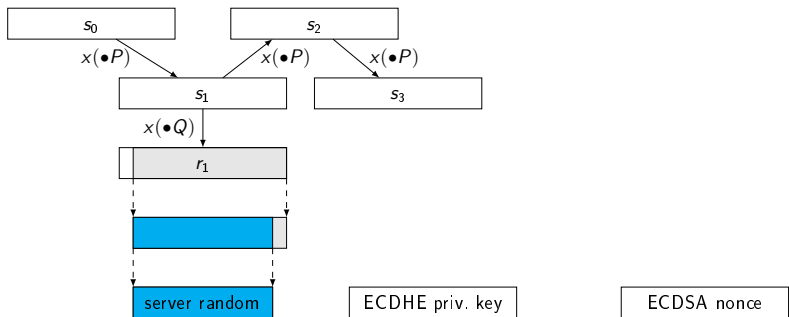 s₀ s₂
x(•P) x(•P) x(•P)
s₁ s₃
x(•Q)
r₁
server random ECDHE priv. key ECDSA nonce